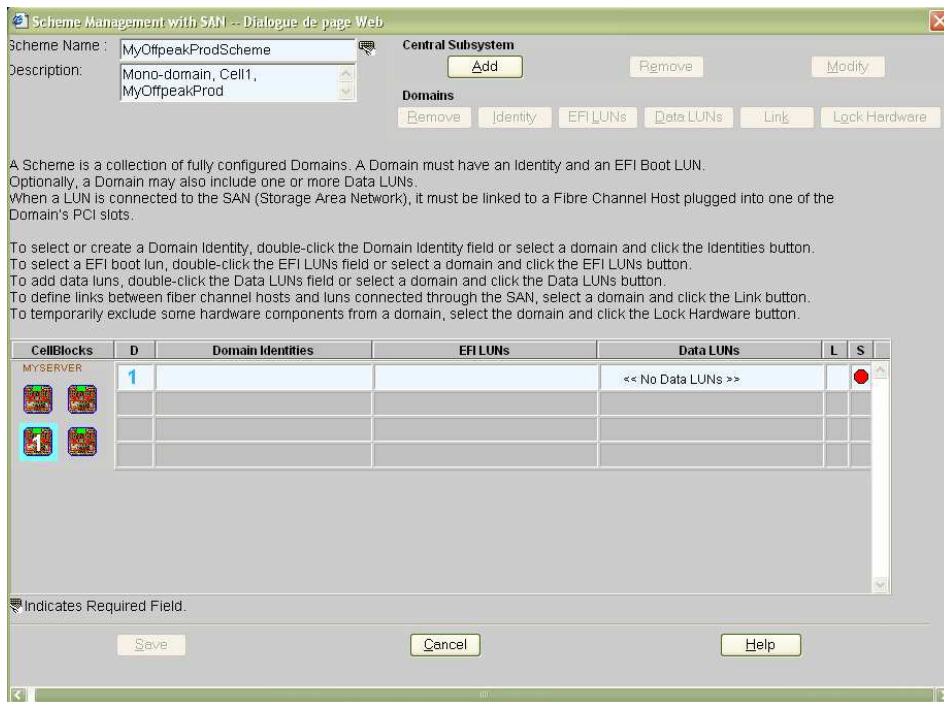 Scheme Management with SAN -- Dialogue de page Web
Scheme Name : MyOffpeakProdScheme
Description: Mono-domain, Cell1,
MyOffpeakProd
Central Subsystem
Add Remove Modify
Domains
Remove Identity EFI LUNs Data LUNs Link Lock Hardware
A Scheme is a collection of fully configured Domains. A Domain must have an Identity and an EFI Boot LUN.
Optionally, a Domain may also include one or more Data LUNs.
When a LUN is connected to the SAN (Storage Area Network), it must be linked to a Fibre Channel Host plugged into one of the
Domain's PCI slots.
To select or create a Domain Identity, double-click the Domain Identity field or select a domain and click the Identities button.
To select a EFI boot lun, double-click the EFI LUNs field or select a domain and click the EFI LUNs button.
To add data luns, double-click the Data LUNs field or select a domain and click the Data LUNs button.
To define links between fiber channel hosts and luns connected through the SAN, select a domain and click the Link button.
To temporarily exclude some hardware components from a domain, select the domain and click the Lock Hardware button.
CellBlocks D Domain Identities EFI LUNs Data LUNs L S
MYSERVER
1 << No Data LUNs >>
1
Indicates Required Field.
Save Cancel Help